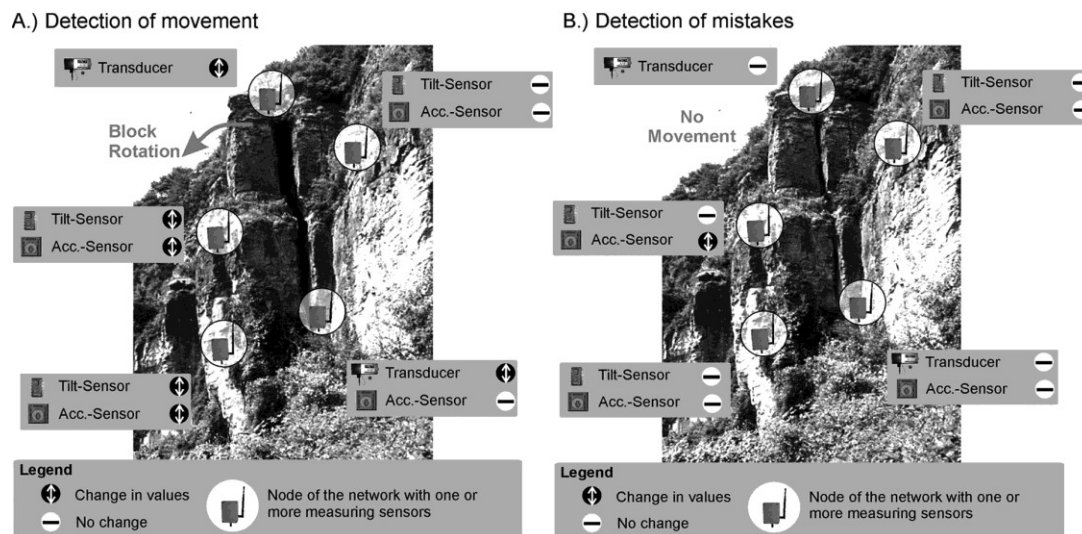 A.) Detection of movement
Transducer
Tilt-Sensor
Acc.-Sensor
Block
Rotation
Tilt-Sensor
Acc.-Sensor
Tilt-Sensor
Acc.-Sensor
Transducer
Acc.-Sensor
Legend
Change in values
No change
Node of the network with one or
more measuring sensors
B.) Detection of mistakes
Transducer
Tilt-Sensor
Acc.-Sensor
No
Movement
Tilt-Sensor
Acc.-Sensor
Tilt-Sensor
Acc.-Sensor
Transducer
Acc.-Sensor
Legend
Change in values
No change
Node of the network with one or
more measuring sensors